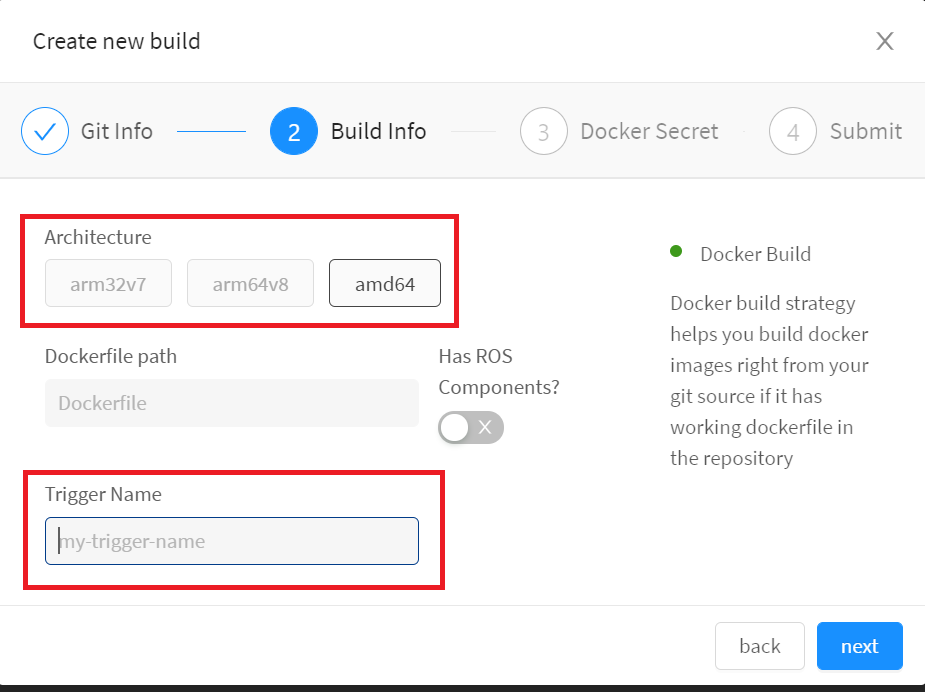 Create new build
X
Git Info
2 Build Info
3 Docker Secret
4 Submit
Architecture
arm32v7 arm64v8 amd64
Dockerfile path
Dockerfile
Has ROS
Components?
X
Trigger Name
my-trigger-name
Docker Build
Docker build strategy
helps you build docker
images right from your
git source if it has
working dockerfile in
the repository
back next